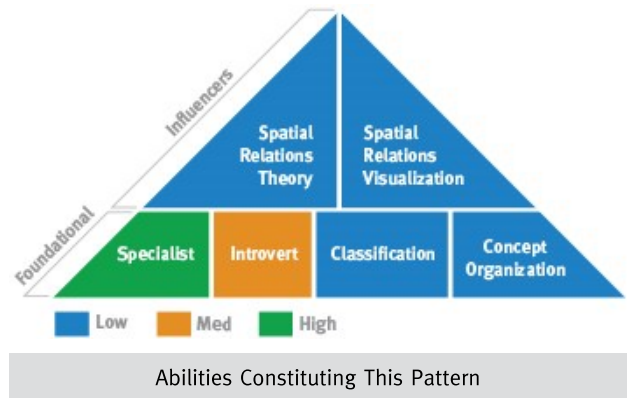 Influencers
Spatial
Relations
Theory
Spatial
Relations
Visualization
Foundational
Specialist
Introvert
Classification
Concept
Organization
Low
Med
High
Abilities Constituting This Pattern